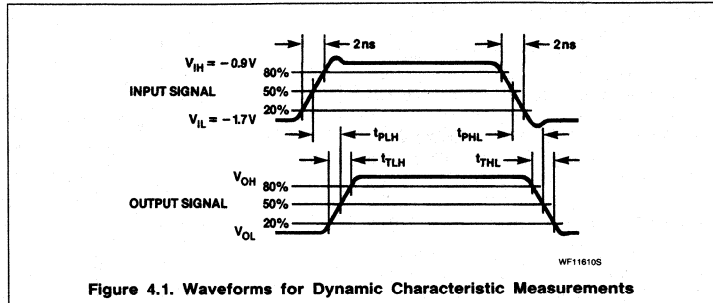 2ns
2ns
V_IH = −0.9V
80%
INPUT SIGNAL
50%
20%
V_IL = −1.7V
t_PLH
t_PHL
t_TLH
t_THL
V_OH
80%
OUTPUT SIGNAL
50%
20%
V_OL
WF11610S
Figure 4.1. Waveforms for Dynamic Characteristic Measurements